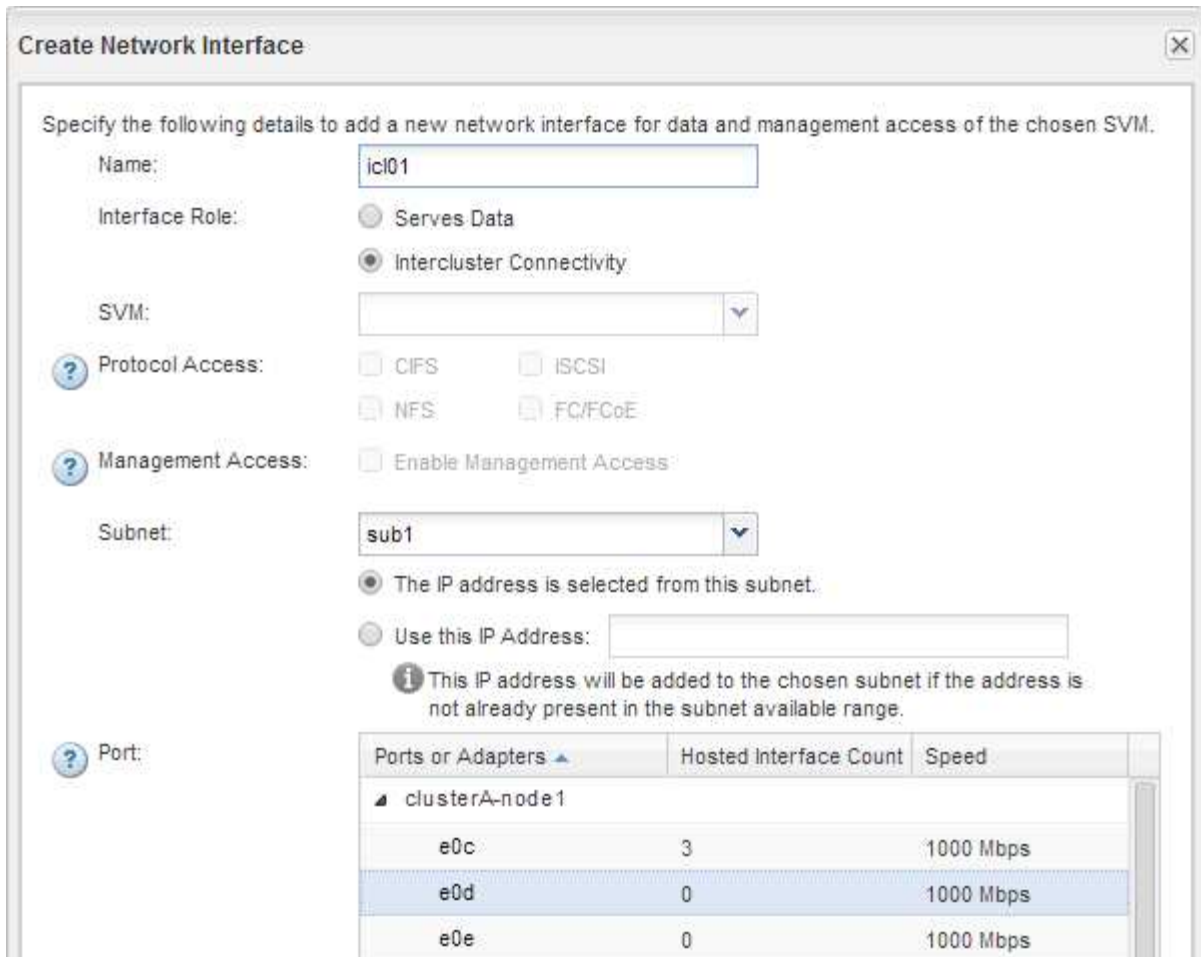 Create Network Interface
Specify the following details to add a new network interface for data and management access of the chosen SVM.
Name: icl01
Interface Role: Serves Data
Intercluster Connectivity
SVM:
? Protocol Access: CIFS iSCSI
NFS FC/FCoE
? Management Access: Enable Management Access
Subnet: sub1
The IP address is selected from this subnet.
Use this IP Address:
i This IP address will be added to the chosen subnet if the address is
not already present in the subnet available range.
? Port: Ports or Adapters Hosted Interface Count Speed
clusterA-node1
e0c 3 1000 Mbps
e0d 0 1000 Mbps
e0e 0 1000 Mbps